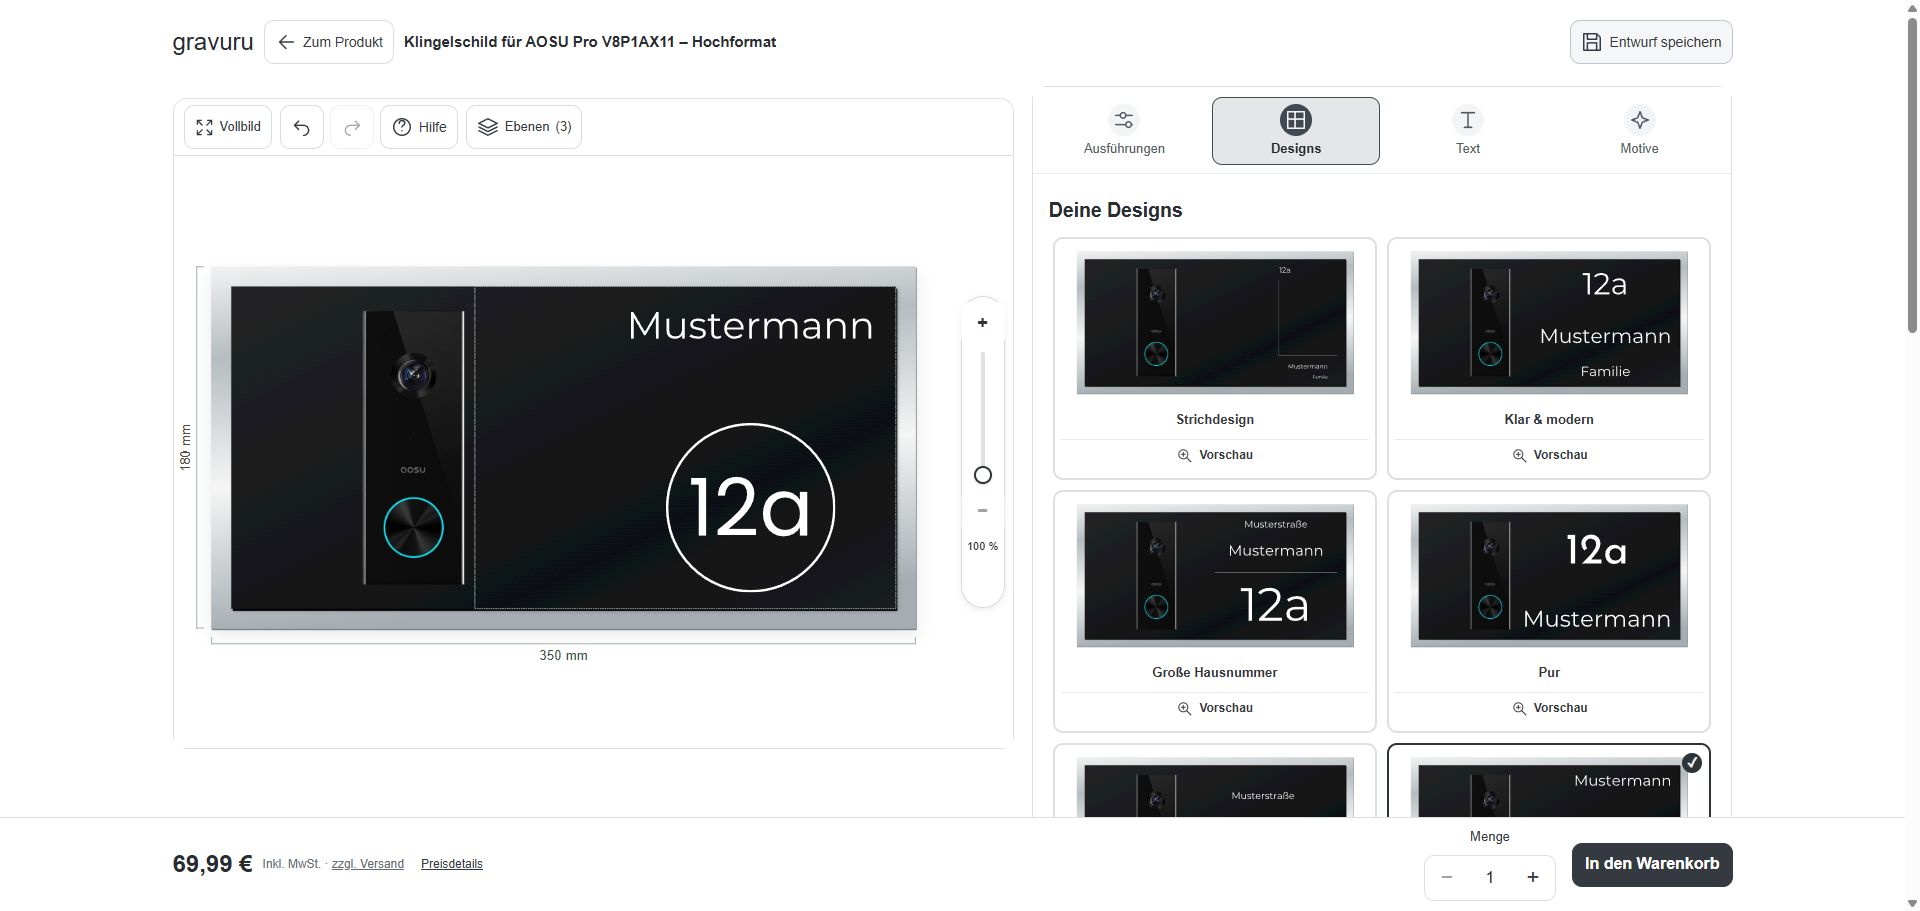 gravuru
Zum Produkt
Klingelschild für AOSU Pro V8P1AX11 – Hochformat
Entwurf speichern
Vollbild
Hilfe
Ebenen (3)
Ausführungen
Designs
Text
Motive
Deine Designs
Mustermann
12a
aosu
180 mm
350 mm
+
−
100 %
12a
Mustermann
Familie
Strichdesign
Vorschau
12a
Mustermann
Familie
Klar & modern
Vorschau
Musterstraße
Mustermann
12a
Große Hausnummer
Vorschau
12a
Mustermann
Pur
Vorschau
Musterstraße
Mustermann
69,99 €
Inkl. MwSt. · zzgl. Versand
Preisdetails
Menge
− 1 +
In den Warenkorb